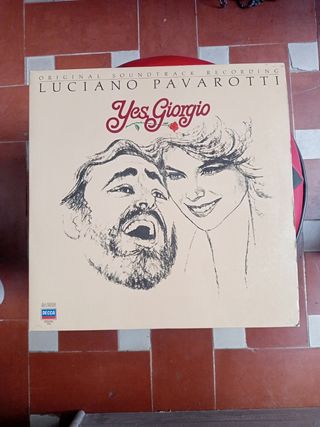 ORIGINAL SOUNDTRACK RECORDING
LUCIANO PAVAROTTI
Yes, Giorgio
DECCA